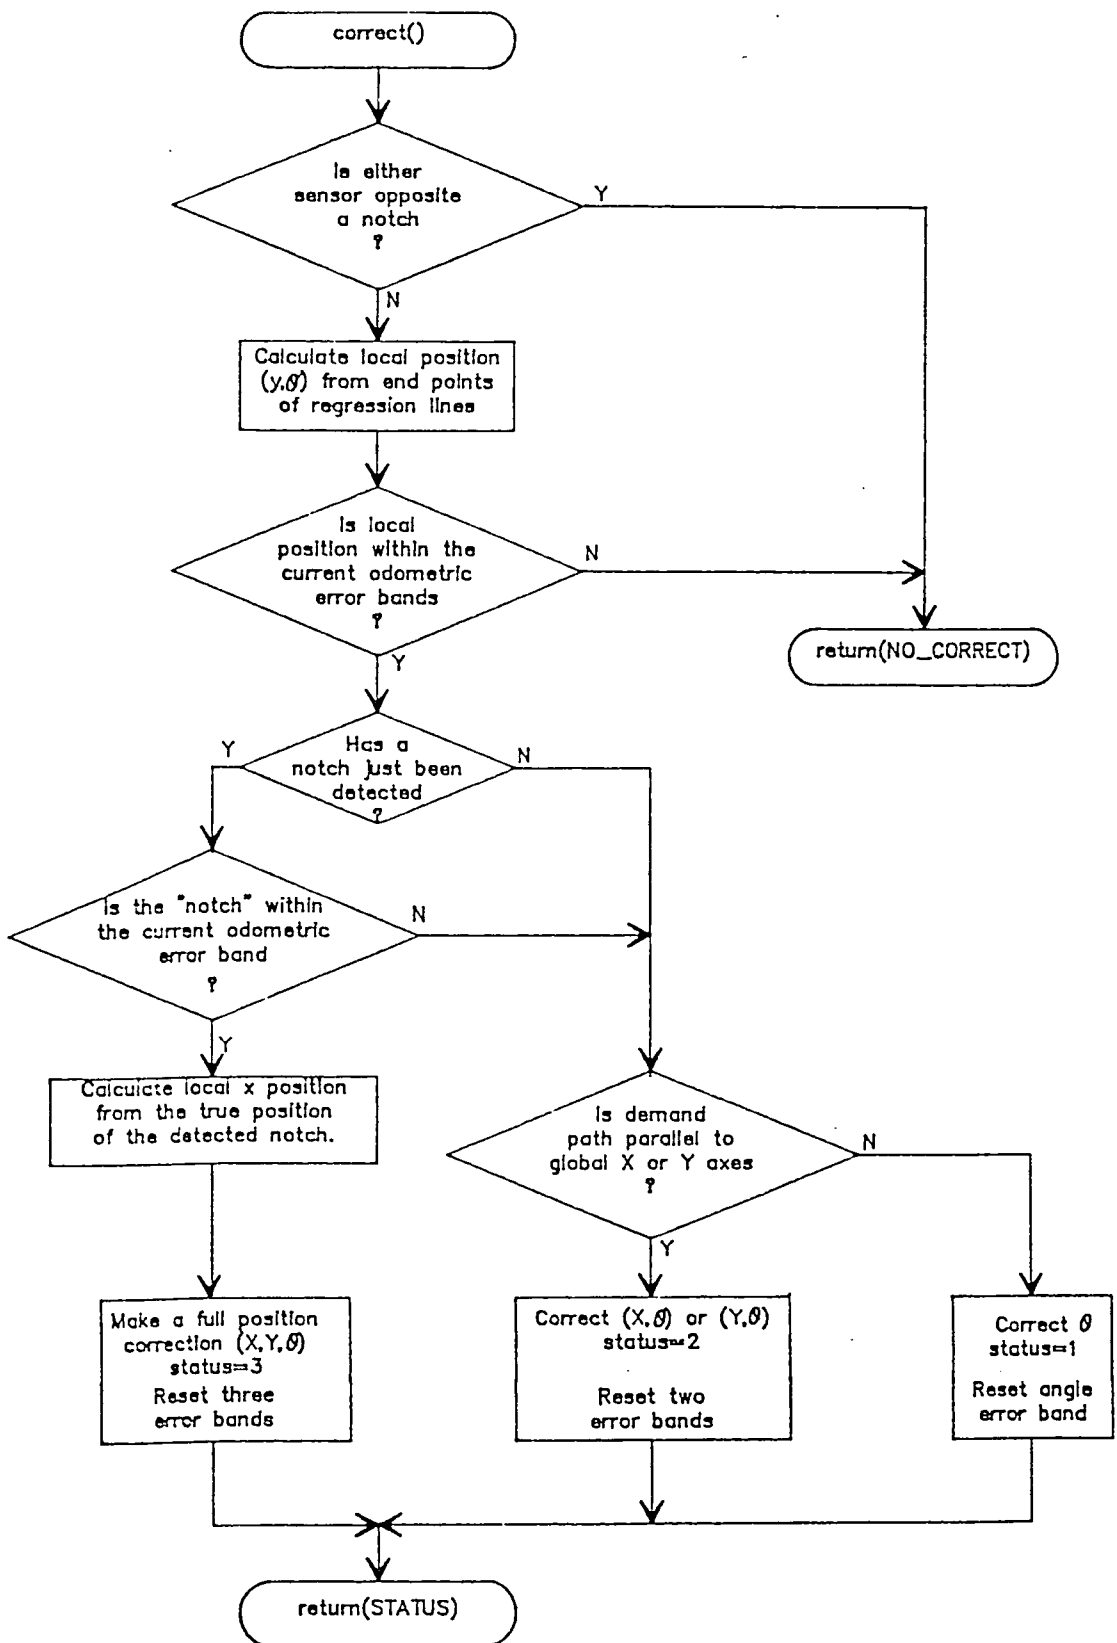 correct()
Is either
sensor opposite
a notch
?
Y
N
Calculate local position
(y,θ) from end points
of regression lines
Is local
position within the
current odometric
error bands
?
N
Y
return(NO_CORRECT)
Has a
notch just been
detected
?
Y
N
Is the "notch" within
the current odometric
error band
?
N
Y
Calculate local x position
from the true position
of the detected notch.
Is demand
path parallel to
global X or Y axes
?
N
Y
Make a full position
correction (X,Y,θ)
status=3
Reset three
error bands
Correct (X,θ) or (Y,θ)
status=2
Reset two
error bands
Correct θ
status=1
Reset angle
error band
return(STATUS)